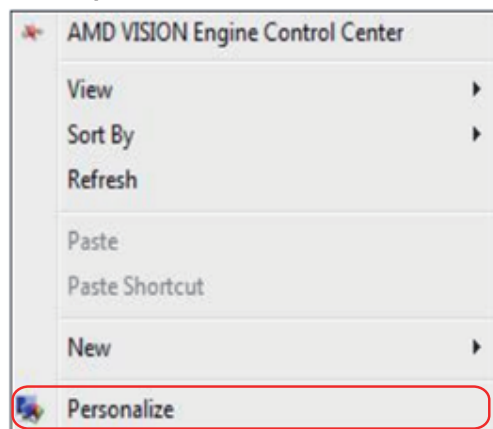 AMD VISION Engine Control Center
View
Sort By
Refresh
Paste
Paste Shortcut
New
Personalize